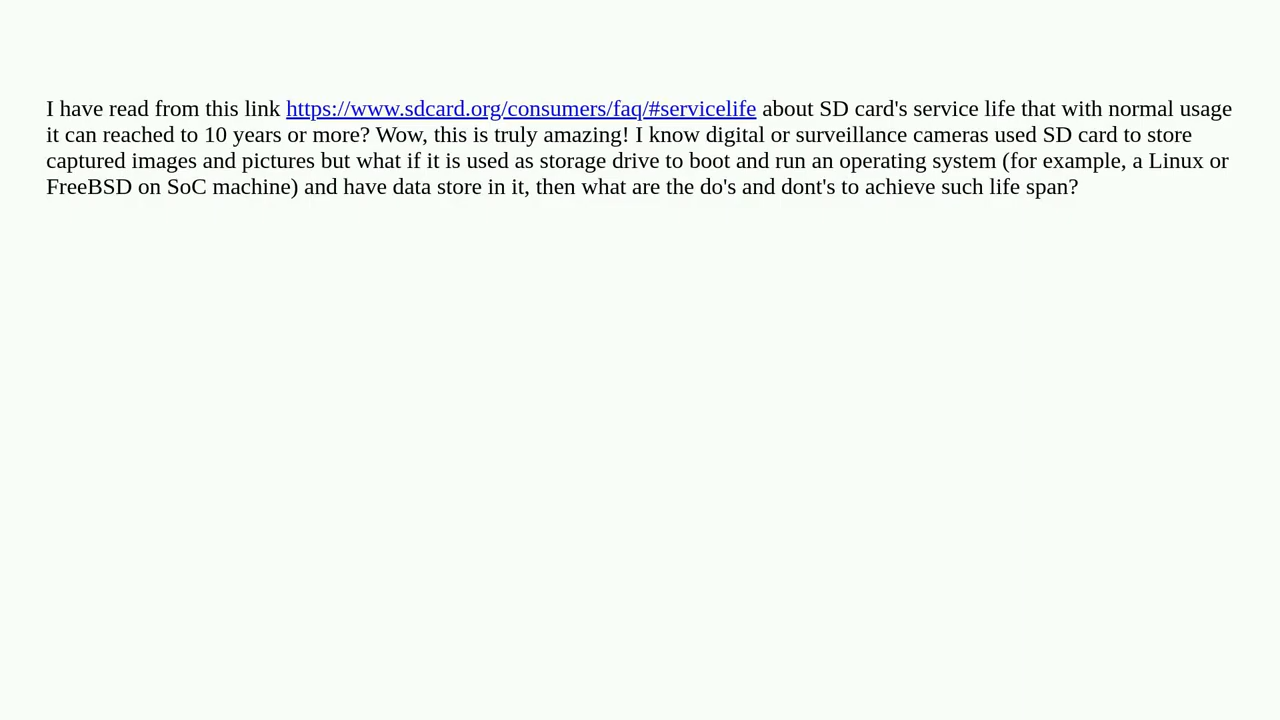 I have read from this link https://www.sdcard.org/consumers/faq/#servicelife about SD card's service life that with normal usage
it can reached to 10 years or more? Wow, this is truly amazing! I know digital or surveillance cameras used SD card to store
captured images and pictures but what if it is used as storage drive to boot and run an operating system (for example, a Linux or
FreeBSD on SoC machine) and have data store in it, then what are the do's and dont's to achieve such life span?